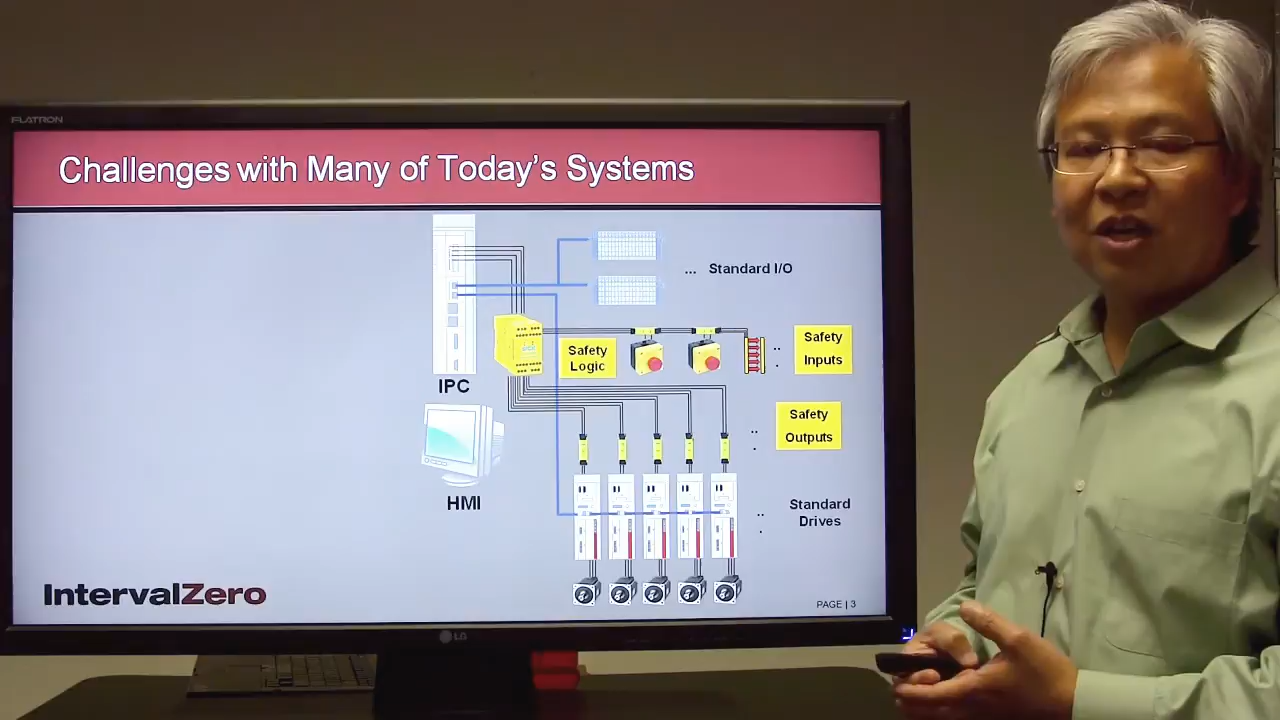 FLATRON
Challenges with Many of Today's Systems
... Standard I/O
Safety
Logic
Safety
Inputs
IPC
Safety
Outputs
HMI
Standard
Drives
IntervalZero
PAGE | 3
LG